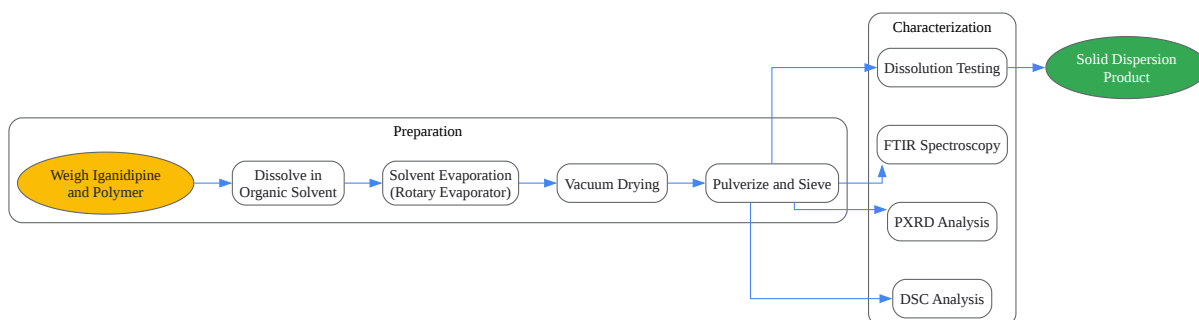 Preparation
Weigh Iganidipine
and Polymer
Dissolve in
Organic Solvent
Solvent Evaporation
(Rotary Evaporator)
Vacuum Drying
Pulverize and Sieve
Characterization
Dissolution Testing
FTIR Spectroscopy
PXRD Analysis
DSC Analysis
Solid Dispersion
Product